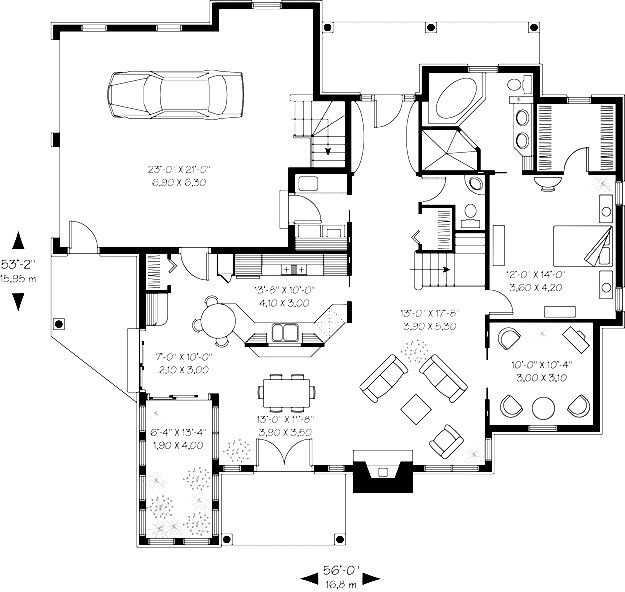 23'-0" X 21'-0"
6,90 X 6,30
53'-2"
15,95 m
13'-8" X 10'-0"
4,10 X 3,00
12'-0" X 14'-0"
3,60 X 4,20
13'-0" X 17'-8"
3,90 X 5,30
7'-0" X 10'-0"
2,10 X 3,00
10'-0" X 10'-4"
3,00 X 3,10
13'-0" X 11'-8"
3,90 X 3,50
6'-4" X 13'-4"
1,90 X 4,00
56'-0"
16,8 m